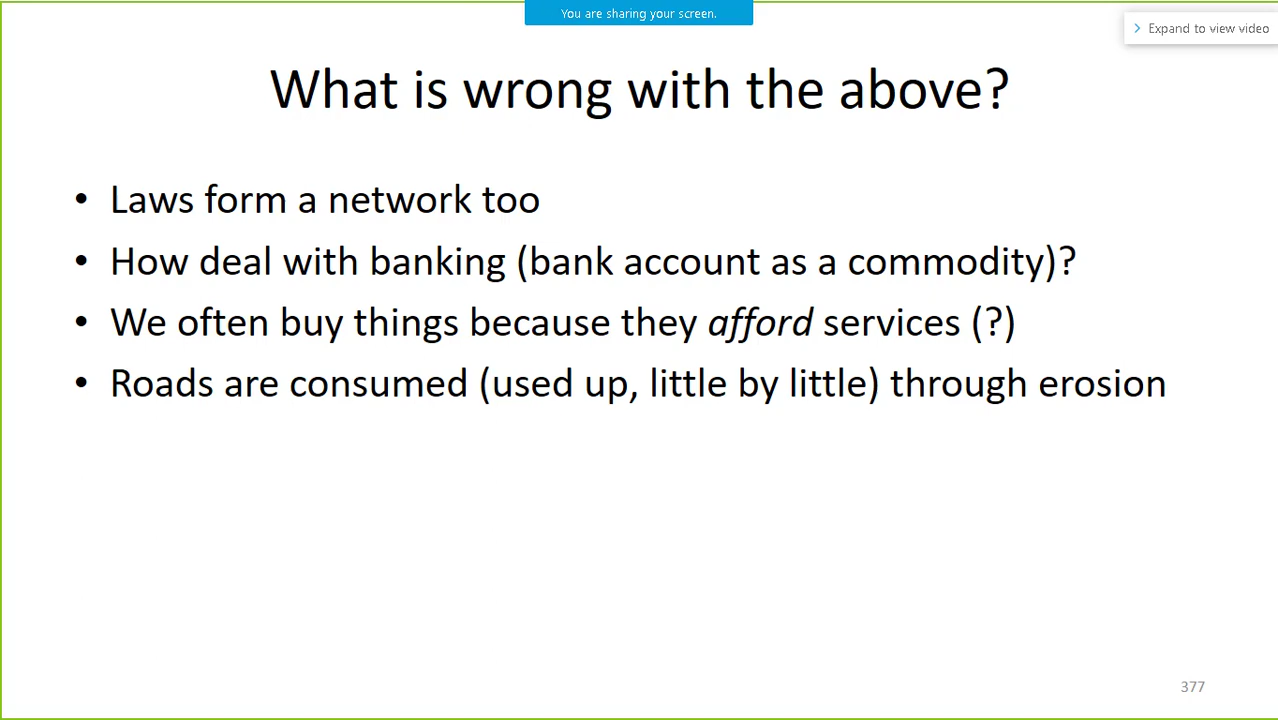 You are sharing your screen.
Expand to view video
What is wrong with the above?
• Laws form a network too
• How deal with banking (bank account as a commodity)?
• We often buy things because they afford services (?)
• Roads are consumed (used up, little by little) through erosion
377